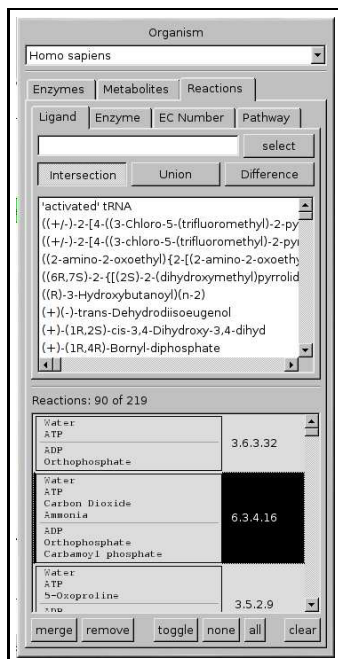 Organism
Homo sapiens
Enzymes Metabolites Reactions
Ligand Enzyme EC Number Pathway
select
Intersection Union Difference
'activated' tRNA
((+/-)-2-[4-((3-Chloro-5-(trifluoromethyl)-2-py
((+/-)-2-[4-((3-chloro-5-(trifluoromethyl)-2-pyr
((2-amino-2-oxoethyl){2-[(2-amino-2-oxoethy
((6R,7S)-2-{[(2S)-2-(dihydroxymethyl)pyrrolid
((R)-3-Hydroxybutanoyl)(n-2)
(+)(-)-trans-Dehydrodiisoeugenol
(+)-(1R,2S)-cis-3,4-Dihydroxy-3,4-dihyd
(+)-(1R,4R)-Bornyl-diphosphate
Reactions: 90 of 219
Water
ATP
ADP
Orthophosphate
3.6.3.32
Water
ATP
Carbon Dioxide
Ammonia
ADP
Orthophosphate
Carbamoyl phosphate
6.3.4.16
Water
ATP
5-Oxoproline
ADP
3.5.2.9
merge remove toggle none all clear